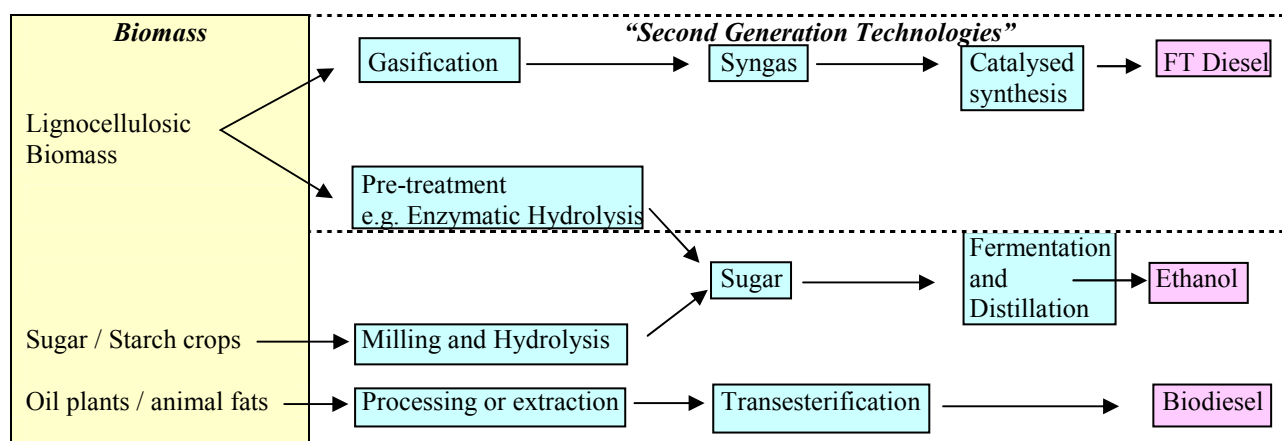 Biomass
“Second Generation Technologies”
Gasification
Syngas
Catalysed
synthesis
FT Diesel
Lignocellulosic
Biomass
Pre-treatment
e.g. Enzymatic Hydrolysis
Sugar
Fermentation
and
Distillation
Ethanol
Sugar / Starch crops
Milling and Hydrolysis
Oil plants / animal fats
Processing or extraction
Transesterification
Biodiesel